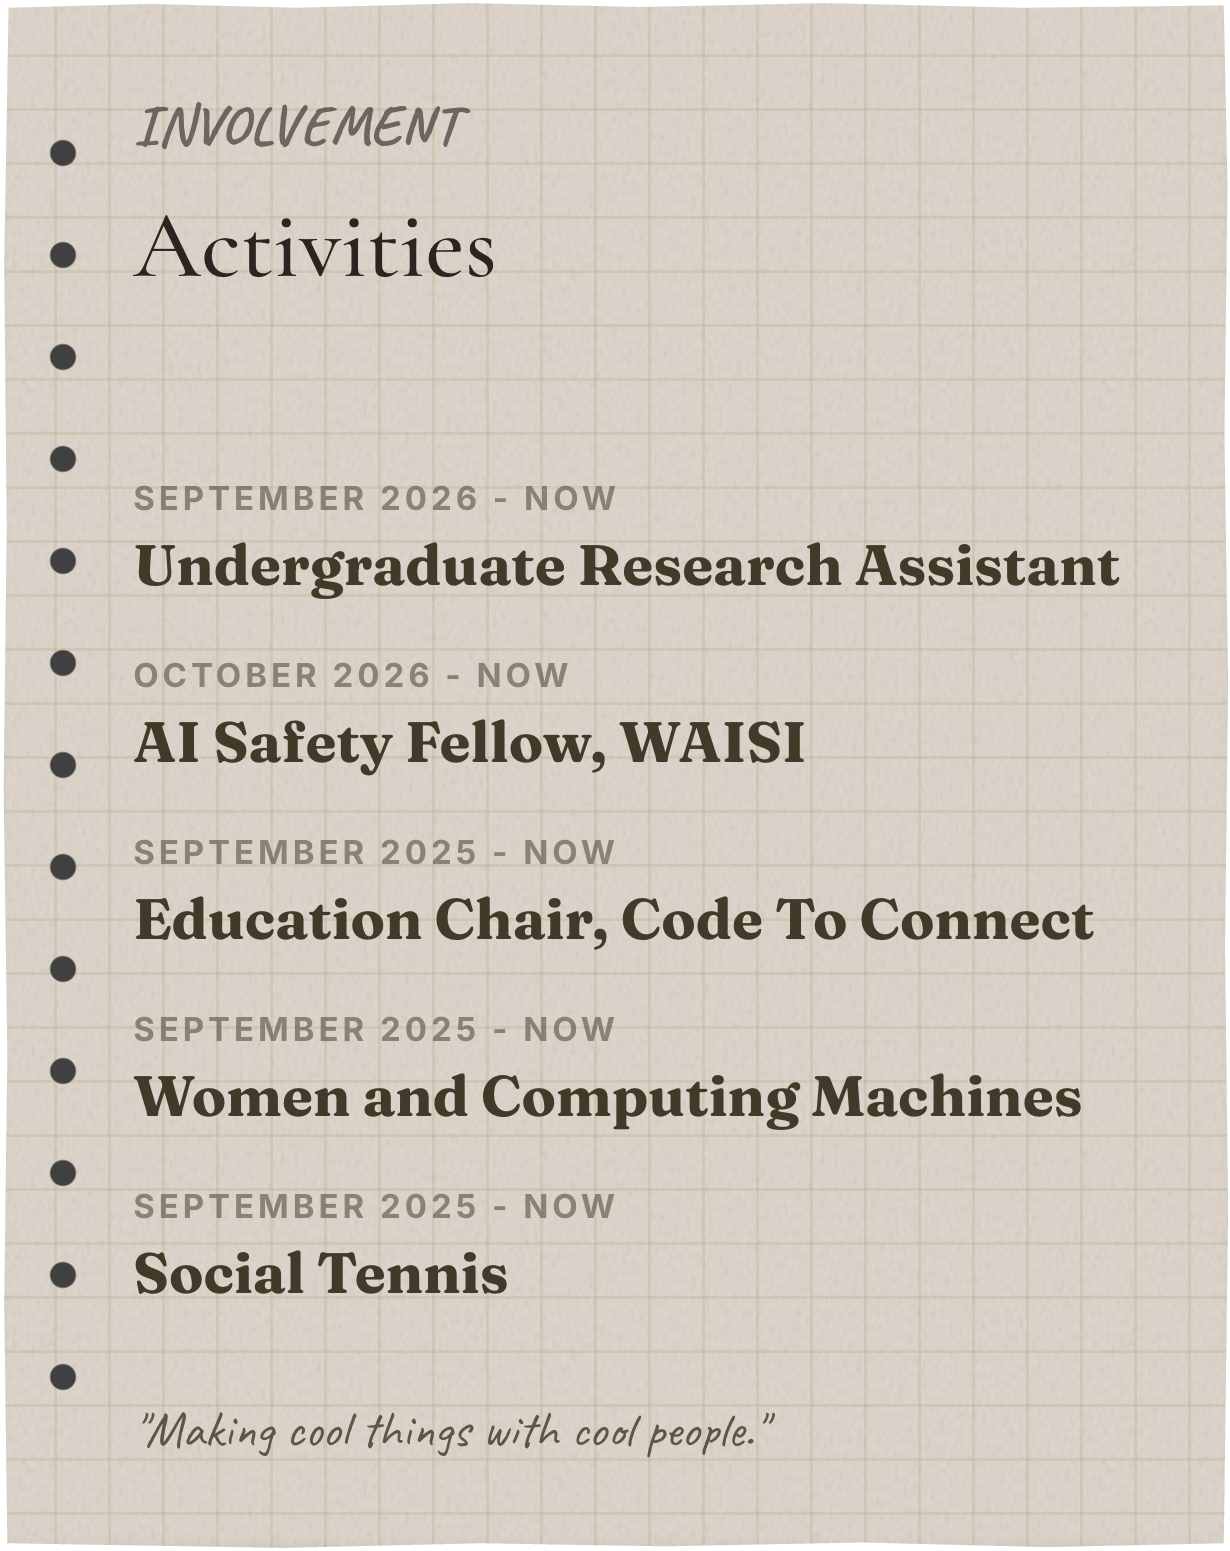 INVOLVEMENT
Activities
SEPTEMBER 2026 - NOW
Undergraduate Research Assistant
OCTOBER 2026 - NOW
AI Safety Fellow, WAISI
SEPTEMBER 2025 - NOW
Education Chair, Code To Connect
SEPTEMBER 2025 - NOW
Women and Computing Machines
SEPTEMBER 2025 - NOW
Social Tennis
"Making cool things with cool people."